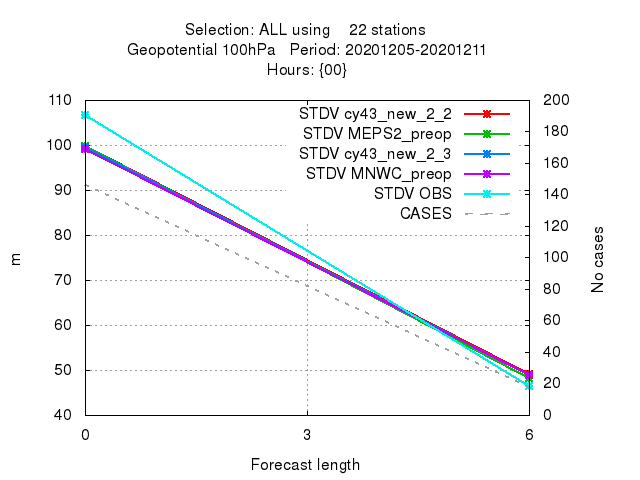 Selection: ALL using 22 stations
Geopotential 100hPa Period: 20201205-20201211
Hours: {00}
110
100
90
80
70
60
50
40
200
180
160
140
120
100
80
60
40
20
0
STDV cy43_new_2_2
STDV MEPS2_preop
STDV cy43_new_2_3
STDV MNWC_preop
STDV OBS
CASES
m
No cases
0 3 6
Forecast length